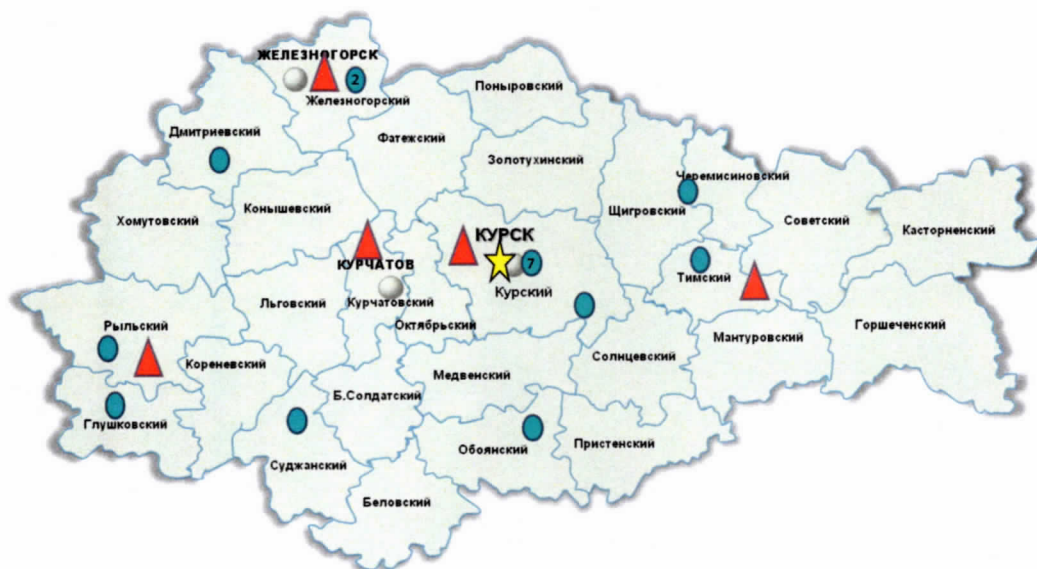 ЖЕЛЕЗНОГОРСК
2
Железногорский
Поныровский
Дмитриевский
Фатежский
Золотухинский
Черемисиновский
Хомутовский
Конышевский
Щигровский
Советский
Касторненский
КУРСК
7
КУРЧАТОВ
Курский
Тимский
Льговский
Курчатовский
Октябрьский
Рыльский
Горшеченский
Мантуровский
Солнцевский
Кореневский
Медвенский
Б.Солдатский
Глушковский
Обоянский
Пристенский
Суджанский
Беловский